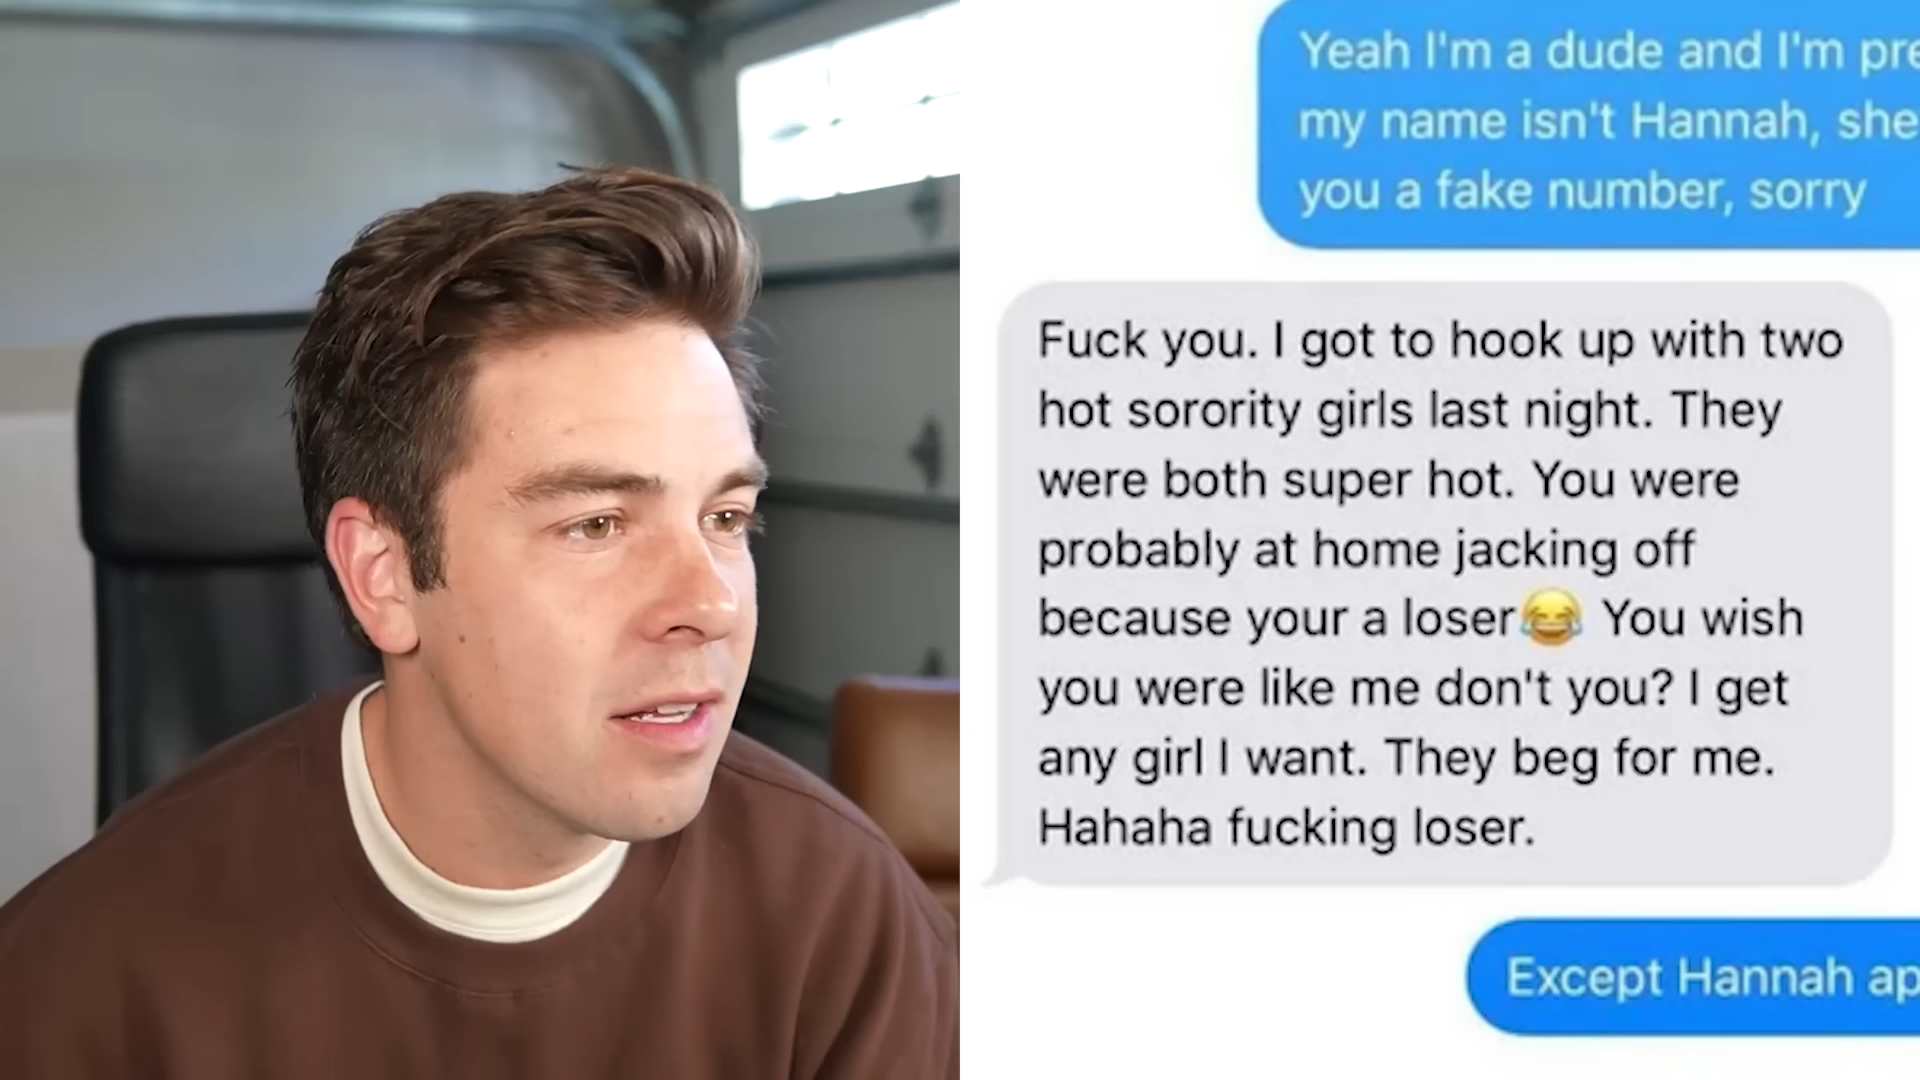 Yeah I'm a dude and I'm
my name isn't Hannah, she
you a fake number, sorry
Fuck you. I got to hook up with two
hot sorority girls last night. They
were both super hot. You were
probably at home jacking off
because your a loser😂 You wish
you were like me don't you? I get
any girl I want. They beg for me.
Hahaha fucking loser.
Except Hannah